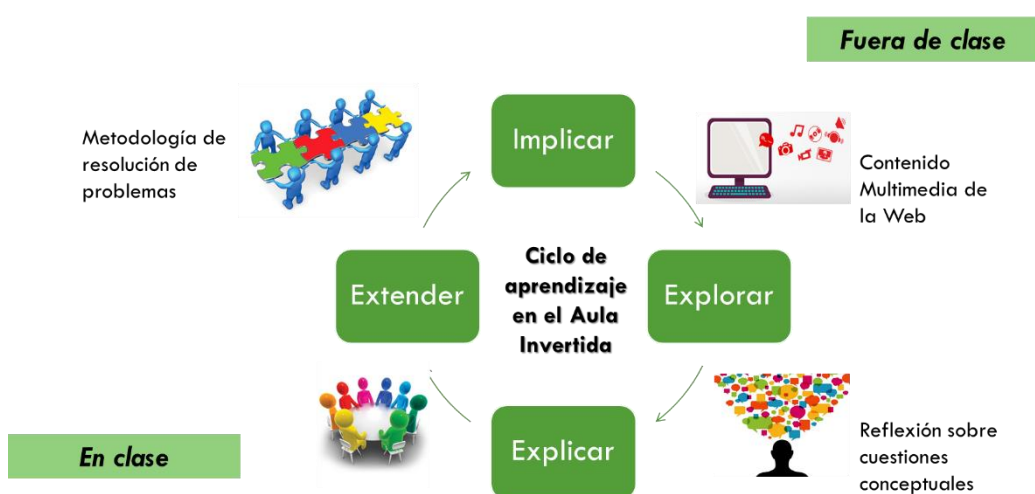 Fuera de clase
Metodología de
resolución de
problemas
Implicar
Contenido
Multimedia de
la Web
Extender
Ciclo de
aprendizaje
en el Aula
Invertida
Explorar
En clase
Explicar
Reflexión sobre
cuestiones
conceptuales